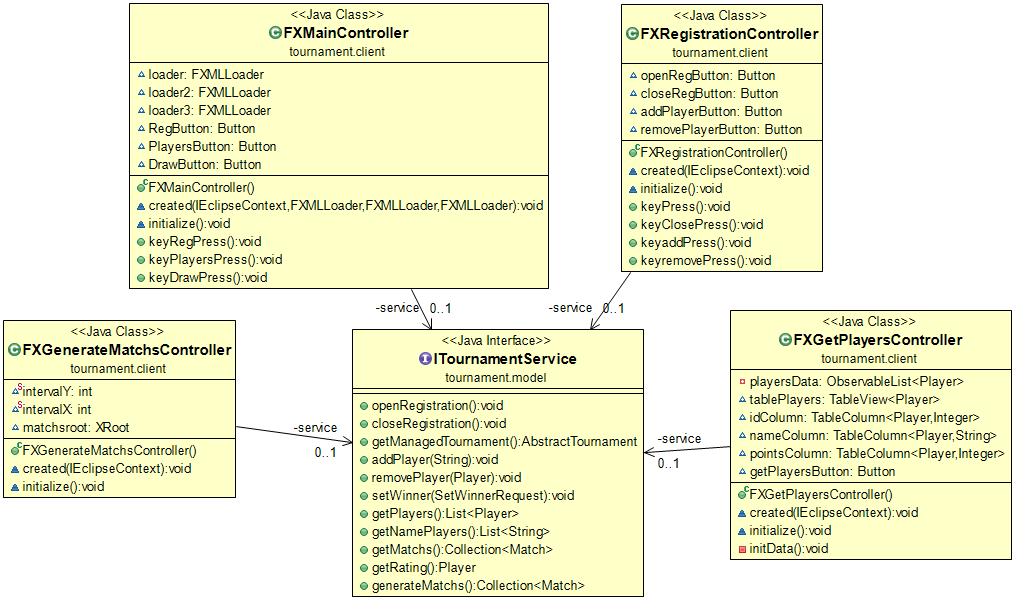 <<Java Class>>
FXMainController
tournament.client
loader: FXMLLoader
loader2: FXMLLoader
loader3: FXMLLoader
RegButton: Button
PlayersButton: Button
DrawButton: Button
FXMainController()
created(IEclipseContext,FXMLLoader,FXMLLoader,FXMLLoader):void
initialize():void
keyRegPress():void
keyPlayersPress():void
keyDrawPress():void
<<Java Class>>
FXRegistrationController
tournament.client
openRegButton: Button
closeRegButton: Button
addPlayerButton: Button
removePlayerButton: Button
FXRegistrationController()
created(IEclipseContext):void
initialize():void
keyPress():void
keyClosePress():void
keyaddPress():void
keyremovePress():void
-service 0..1
-service 0..1
<<Java Class>>
FXGenerateMatchsController
tournament.client
intervalY: int
intervalX: int
matchsroot: XRoot
FXGenerateMatchsController()
created(IEclipseContext):void
initialize():void
-service
0..1
<<Java Interface>>
ITournamentService
tournament.model
openRegistration():void
closeRegistration():void
getManagedTournament():AbstractTournament
addPlayer(String):void
removePlayer(Player):void
setWinner(SetWinnerRequest):void
getPlayers():List<Player>
getNamePlayers():List<String>
getMatchs():Collection<Match>
getRating():Player
generateMatchs():Collection<Match>
-service
0..1
<<Java Class>>
FXGetPlayersController
tournament.client
playersData: ObservableList<Player>
tablePlayers: TableView<Player>
idColumn: TableColumn<Player,Integer>
nameColumn: TableColumn<Player,String>
pointsColumn: TableColumn<Player,Integer>
getPlayersButton: Button
FXGetPlayersController()
created(IEclipseContext):void
initialize():void
initData():void